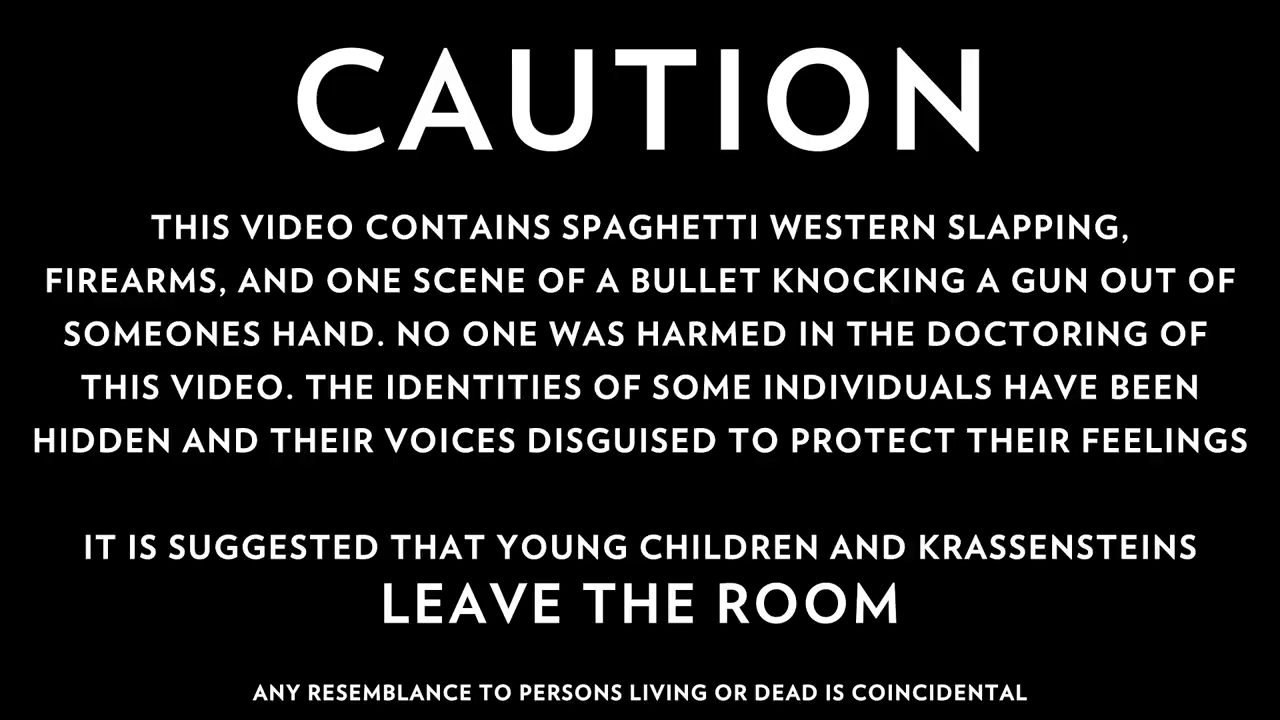 CAUTION
THIS VIDEO CONTAINS SPAGHETTI WESTERN SLAPPING,
FIREARMS, AND ONE SCENE OF A BULLET KNOCKING A GUN OUT OF
SOMEONES HAND. NO ONE WAS HARMED IN THE DOCTORING OF
THIS VIDEO. THE IDENTITIES OF SOME INDIVIDUALS HAVE BEEN
HIDDEN AND THEIR VOICES DISGUISED TO PROTECT THEIR FEELINGS
IT IS SUGGESTED THAT YOUNG CHILDREN AND KRASSENSTEINS
LEAVE THE ROOM
ANY RESEMBLANCE TO PERSONS LIVING OR DEAD IS COINCIDENTAL